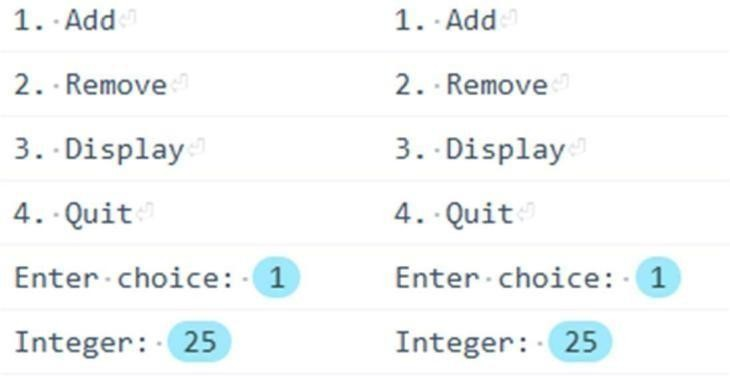 1. Add
2. Remove
3. Display
4. Quit
Enter choice: 1
Integer: 25
1. Add
2. Remove
3. Display
4. Quit
Enter choice: 1
Integer: 25